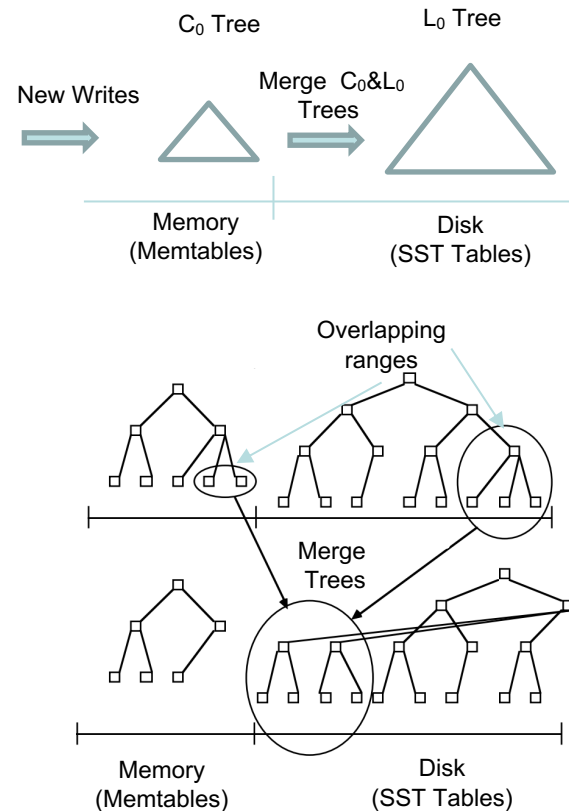 C₀ Tree
L₀ Tree
New Writes
Merge C₀&L₀
Trees
Memory
(Memtables)
Disk
(SST Tables)
Overlapping
ranges
Merge
Trees
Memory
(Memtables)
Disk
(SST Tables)